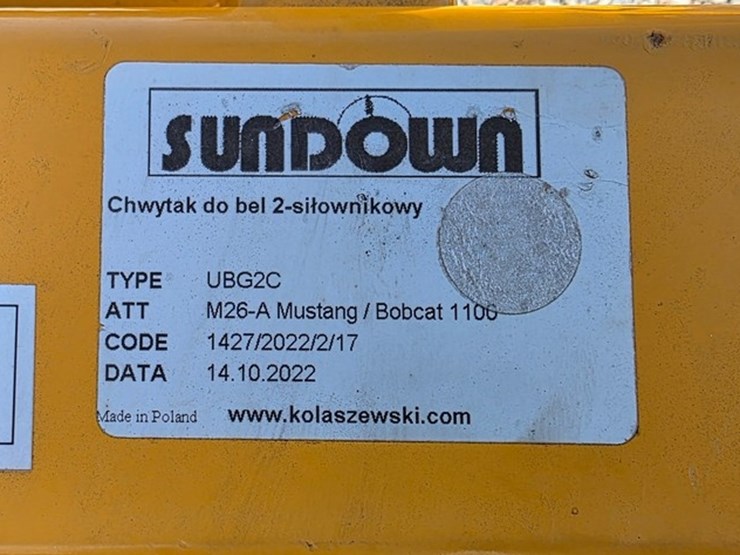 SUNDOWN
Chwytak do bel 2-siłownikowy
TYPE UBG2C
ATT M26-A Mustang / Bobcat 1100
CODE 1427/2022/2/17
DATA 14.10.2022
Made in Poland www.kolaszewski.com